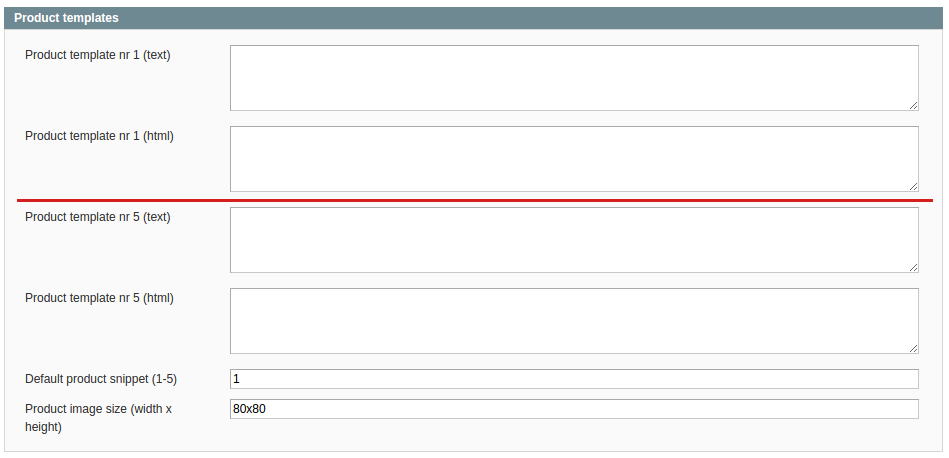 Product templates
Product template nr 1 (text)
Product template nr 1 (html)
Product template nr 5 (text)
Product template nr 5 (html)
Default product snippet (1-5)
1
Product image size (width x
height)
80x80